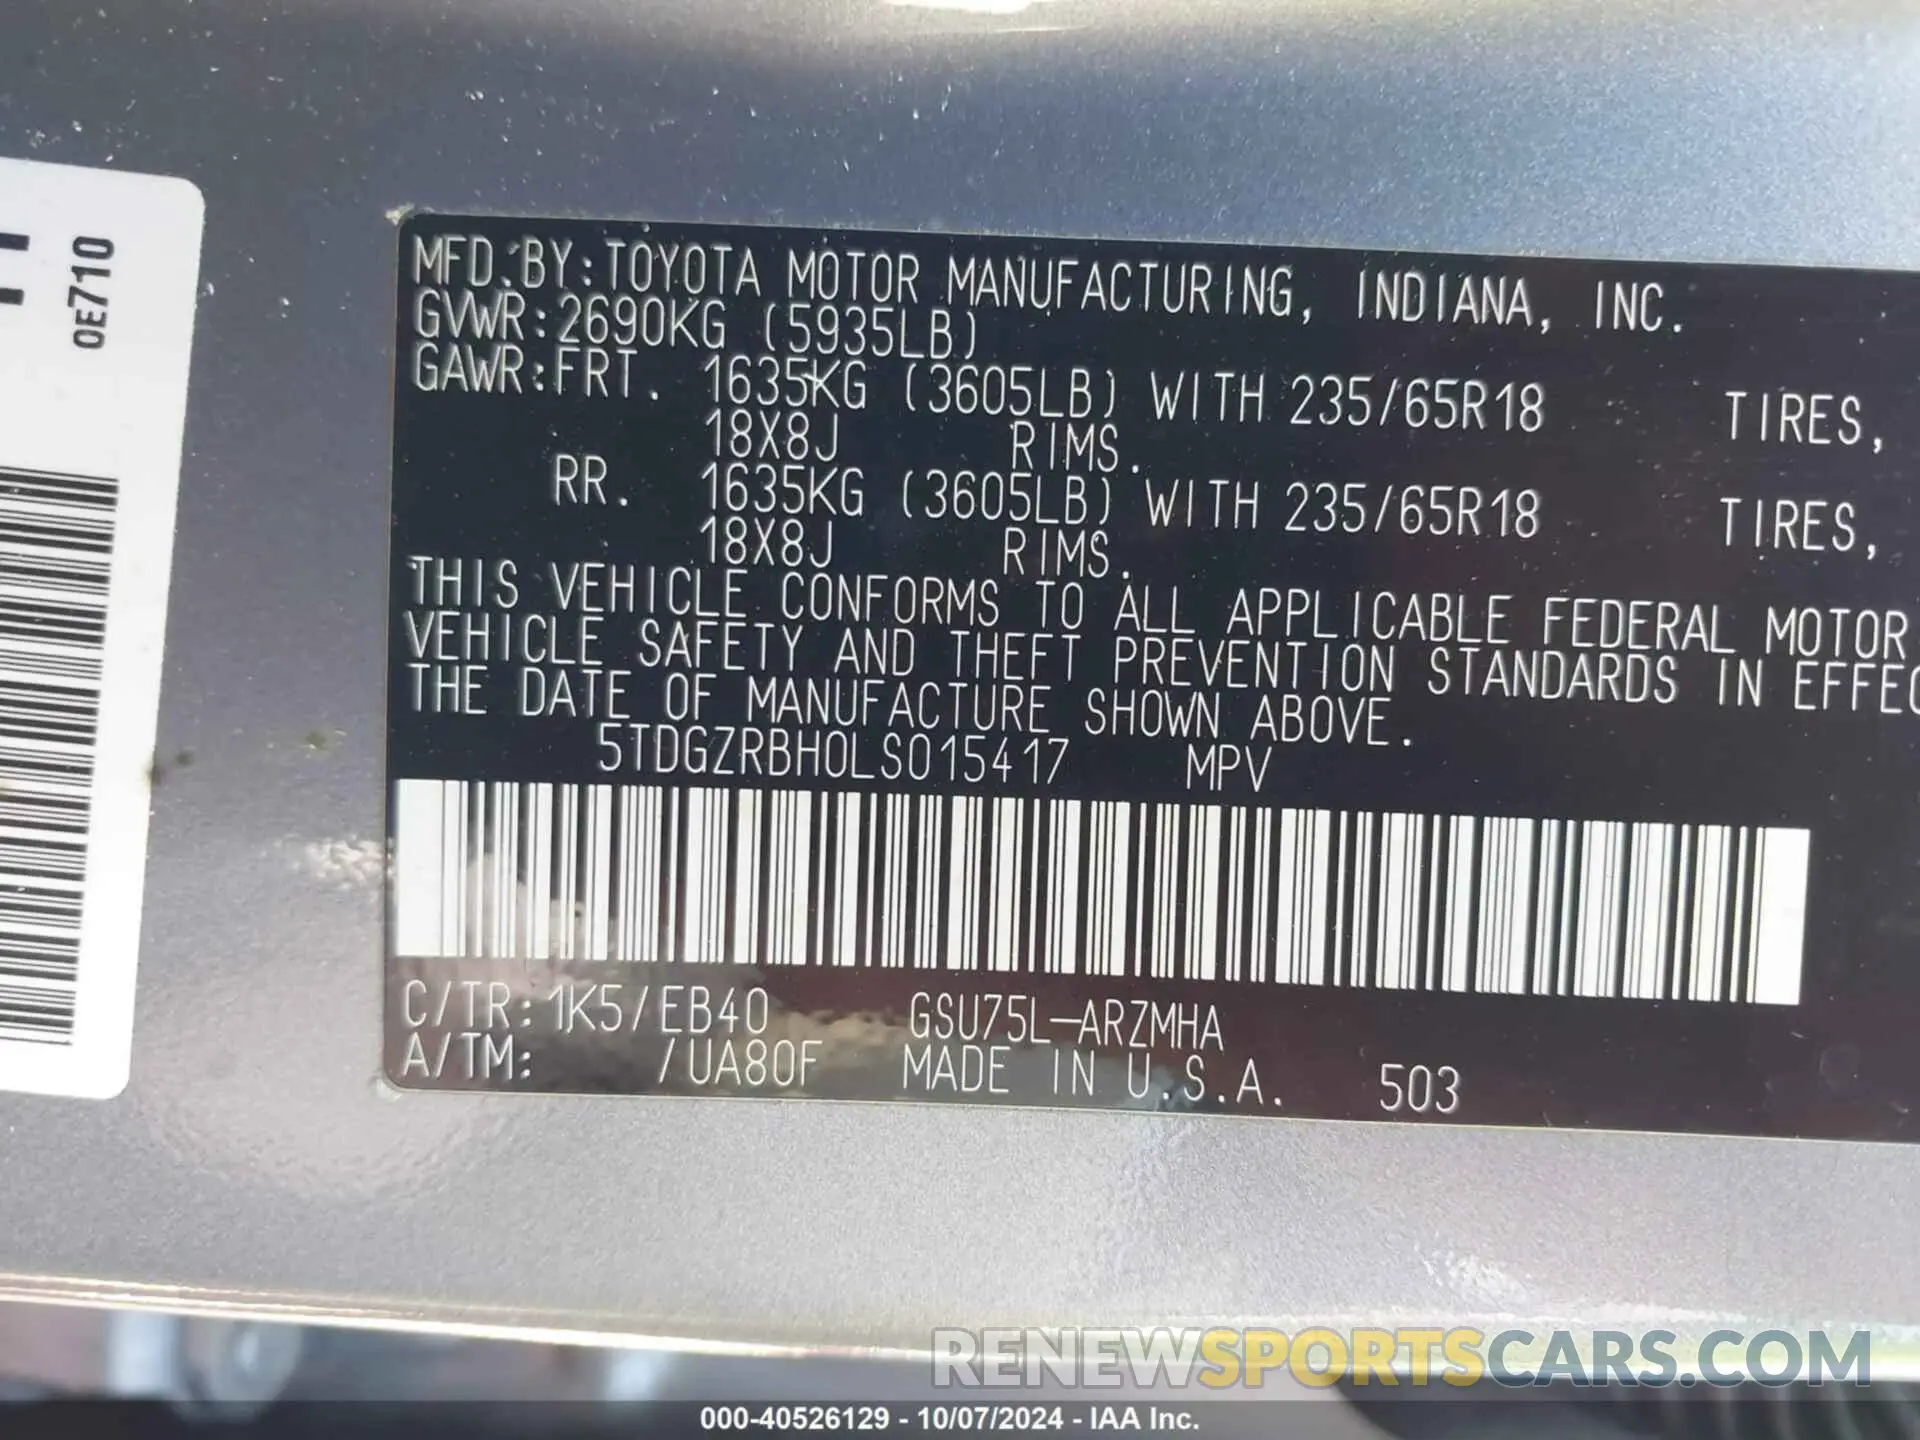 0E710
MFD.BY:TOYOTA MOTOR MANUFACTURING, INDIANA, INC.
GVWR:2690KG (5935LB)
GAWR:FRT. 1635KG (3605LB) WITH 235/65R18 TIRES,
18X8J RIMS.
RR. 1635KG (3605LB) WITH 235/65R18 TIRES,
18X8J RIMS.
THIS VEHICLE CONFORMS TO ALL APPLICABLE FEDERAL MOTOR
VEHICLE SAFETY AND THEFT PREVENTION STANDARDS IN EFFEC
THE DATE OF MANUFACTURE SHOWN ABOVE.
5TDGZRBH0LS015417 MPV
C/TR:1K5/EB40 GSU75L-ARZMHA
A/TM: /UA80F MADE IN U.S.A. 503
RENEWSPORTSCARS.COM
000-40526129 - 10/07/2024 - IAA Inc.